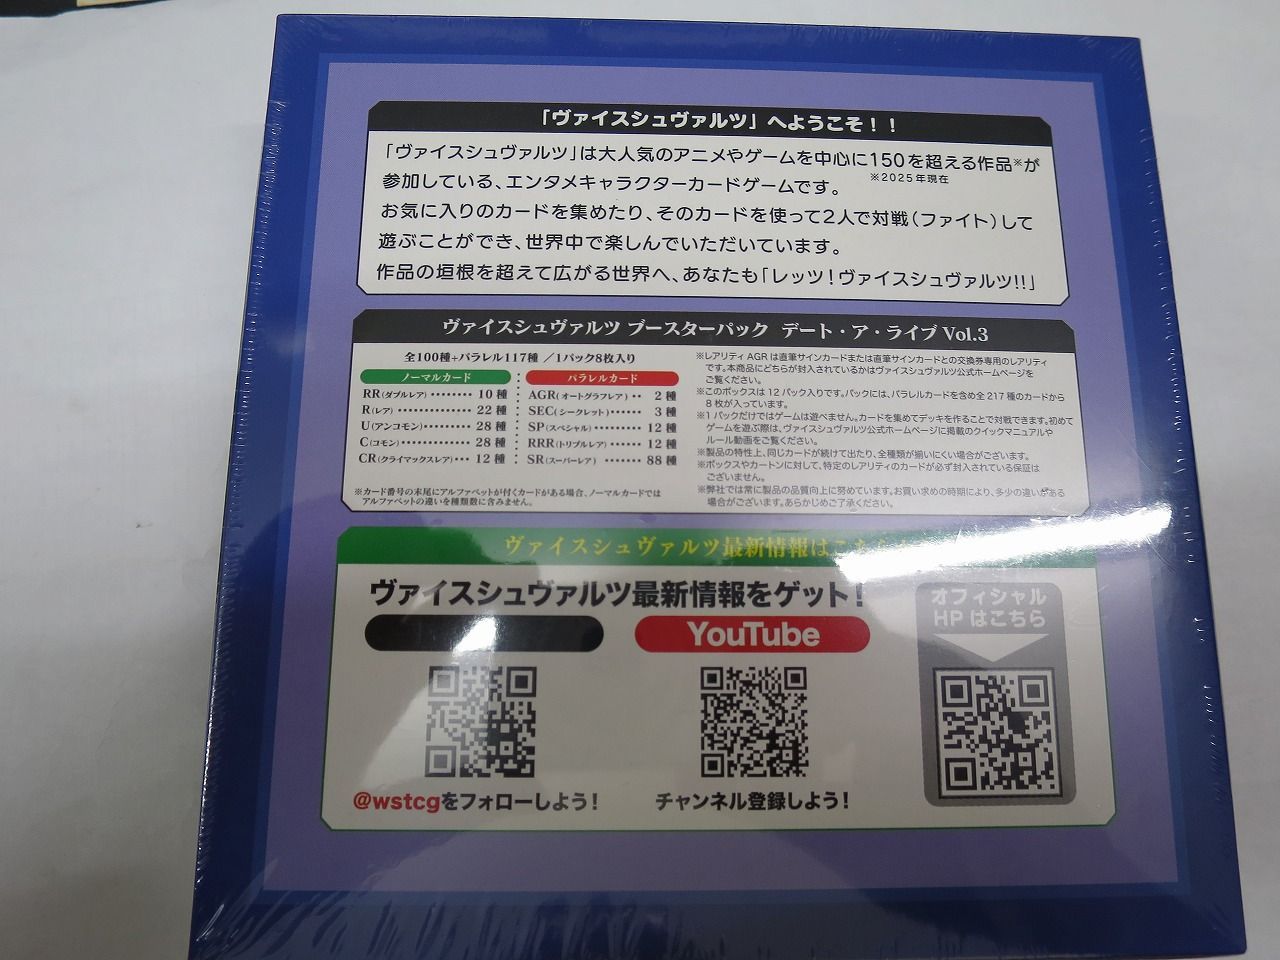 「ヴァイスシュヴァルツ」へようこそ！！
「ヴァイスシュヴァルツ」は大人気のアニメやゲームを中心に150を超える作品※が
※2025年現在
参加している、エンタメキャラクターカードゲームです。
お気に入りのカードを集めたり、そのカードを使って2人で対戦（ファイト）して
遊ぶことができ、世界中で楽しんでいただいています。
作品の垣根を超えて広がる世界へ、あなたも「レッツ！ヴァイスシュヴァルツ!!」
ヴァイスシュヴァルツ ブースターパック デート・ア・ライブ Vol.3
全100種+パラレル117種 ／1パック8枚入り
ノーマルカード
RR(ダブルレア) ‥‥‥‥ 10 種
R(レア) ‥‥‥‥‥‥‥ 22 種
U(アンコモン)‥‥‥‥‥ 28 種
C(コモン)‥‥‥‥‥‥‥28 種
CR(クライマックスレア)‥‥ 12 種
パラレルカード
AGR(オートグラフレア) ‥ 2 種
SEC(シークレット)‥‥‥ 3 種
SP(スペシャル)‥‥‥‥ 12 種
RRR(トリプルレア)‥‥‥ 12 種
SR(スーパーレア) ‥‥‥‥ 88 種
※カード番号の末尾にアルファベットが付くカードがある場合、ノーマルカードでは
アルファベットの違いを種類数に含みません。
※レアリティ AGR は直筆サインカードまたは直筆サインカードとの交換券専用のレアリティ
です。本商品にどちらが封入されているかはヴァイスシュヴァルツ公式ホームページを
ご覧ください。
※このボックスは 12 パック入りです。パックには、パラレルカードを含め全 217 種のカードから
8 枚が入っています。
※1 パックだけではゲームは遊べません。カードを集めてデッキを作ることで対戦できます。初めて
ゲームを遊ぶ際は、ヴァイスシュヴァルツ公式ホームページに掲載のクイックマニュアルや
ルール動画をご覧ください。
※製品の特性上、同じカードが続けて出たり、全種類が揃いにくい場合がございます。
※ボックスやカートンに対して、特定のレアリティのカードが必ず封入されている保証は
ございません。
※弊社では常に製品の品質向上に努めています。お買い求めの時期により、多少の違いがある
場合がございます。あらかじめご了承ください。
ヴァイスシュヴァルツ最新情報はこちら
ヴァイスシュヴァルツ最新情報をゲット！
YouTube
オフィシャル
HP はこちら
@wstcgをフォローしよう！
チャンネル登録しよう！